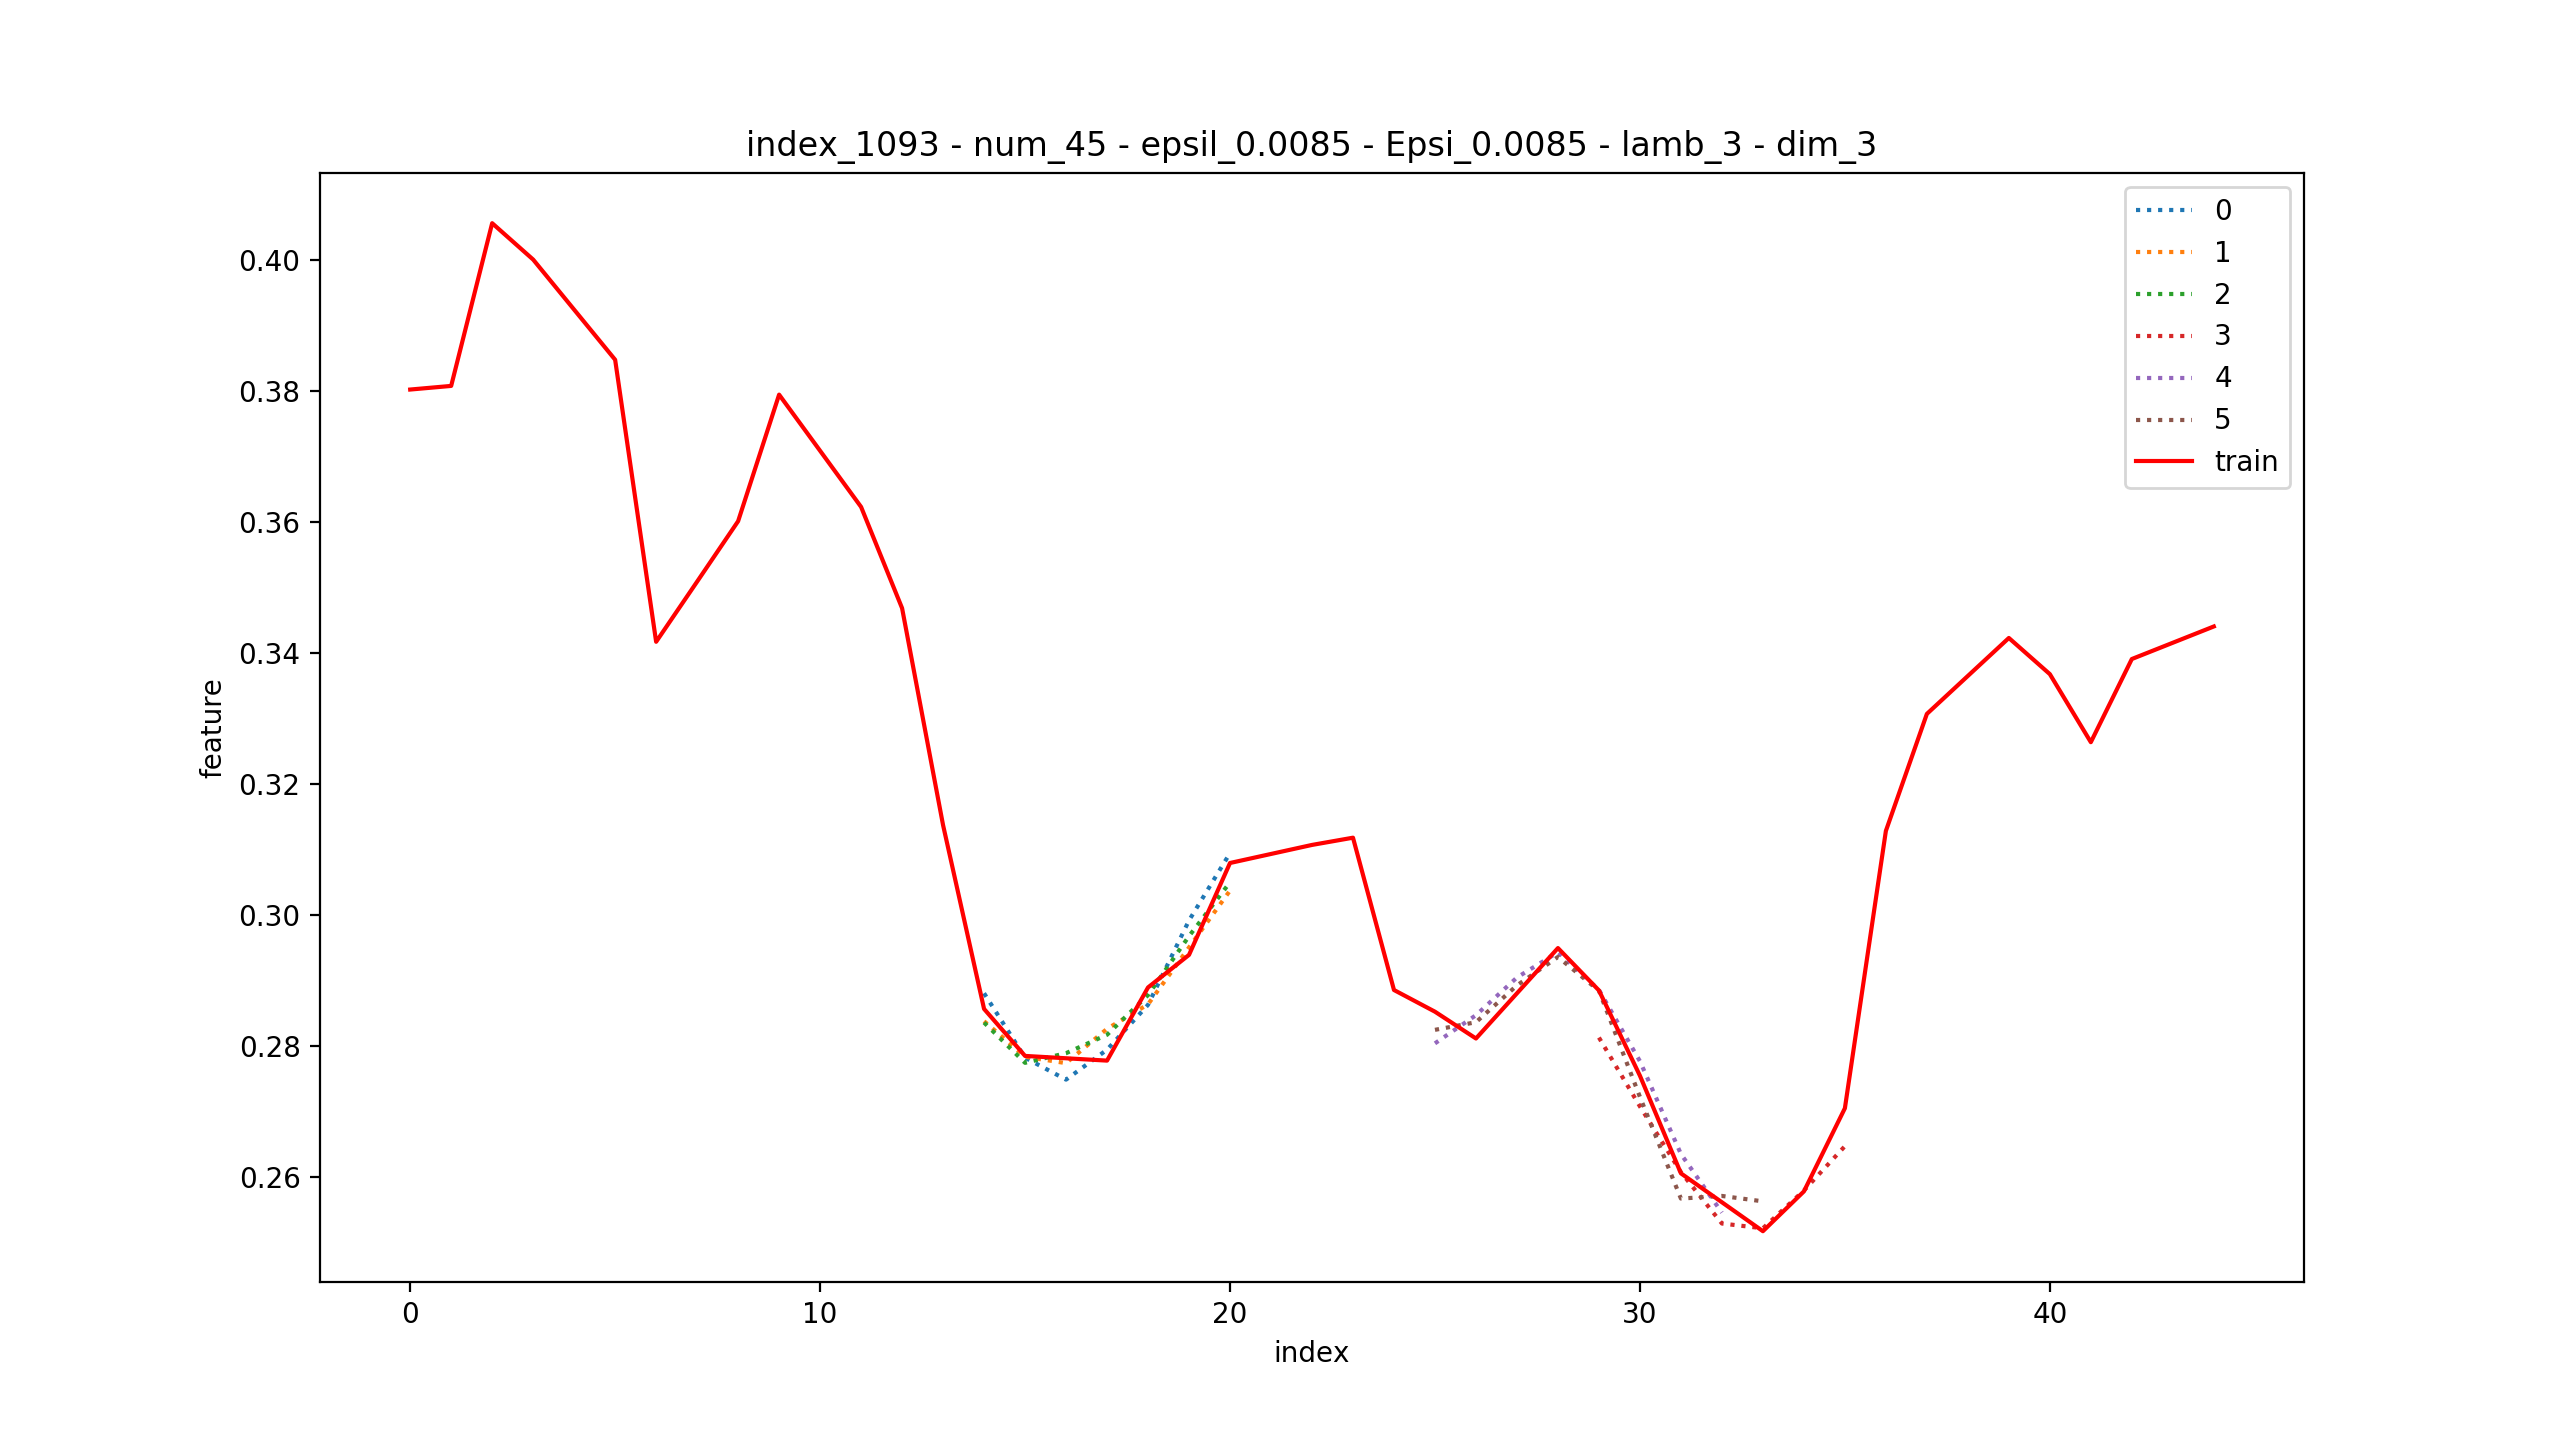 index_1093 - num_45 - epsil_0.0085 - Epsi_0.0085 - lamb_3 - dim_3
0
1
2
3
4
5
train
0.40
0.38
0.36
0.34
0.32
0.30
0.28
0.26
feature
0 10 20 30 40
index